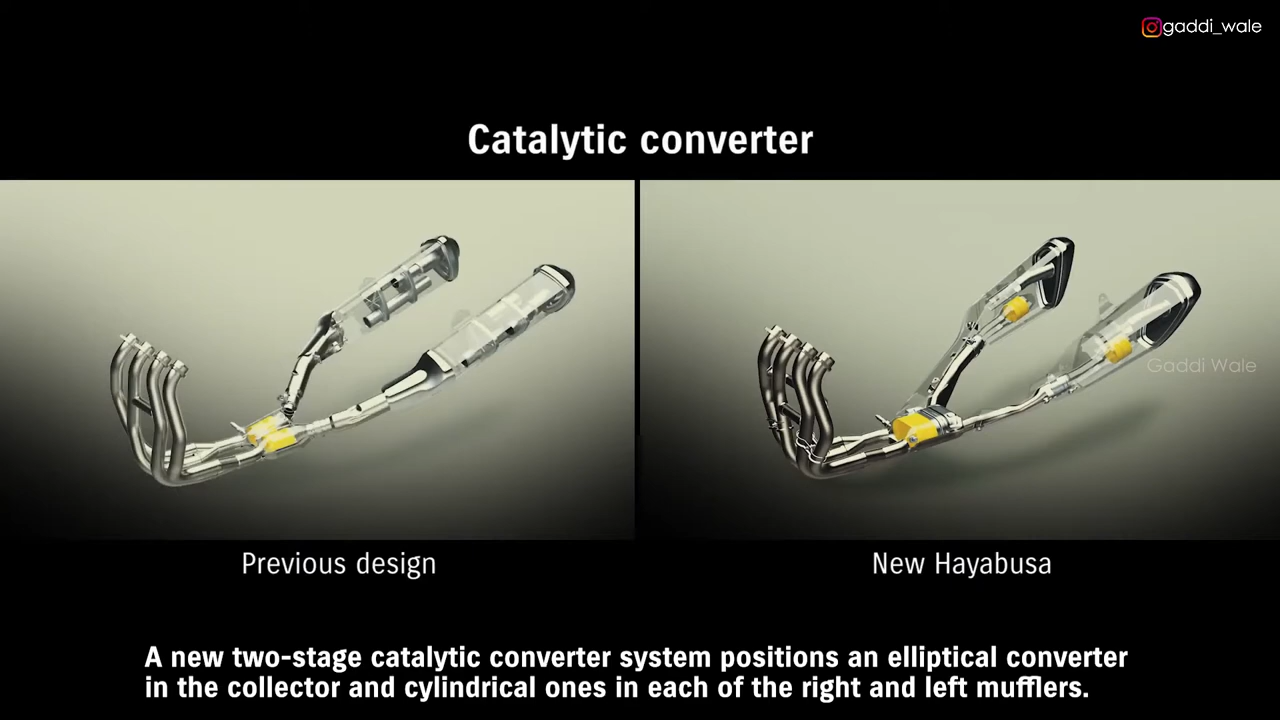 gaddi_wale
Catalytic converter
Gaddi Wale
Previous design
New Hayabusa
A new two-stage catalytic converter system positions an elliptical converter
in the collector and cylindrical ones in each of the right and left mufflers.